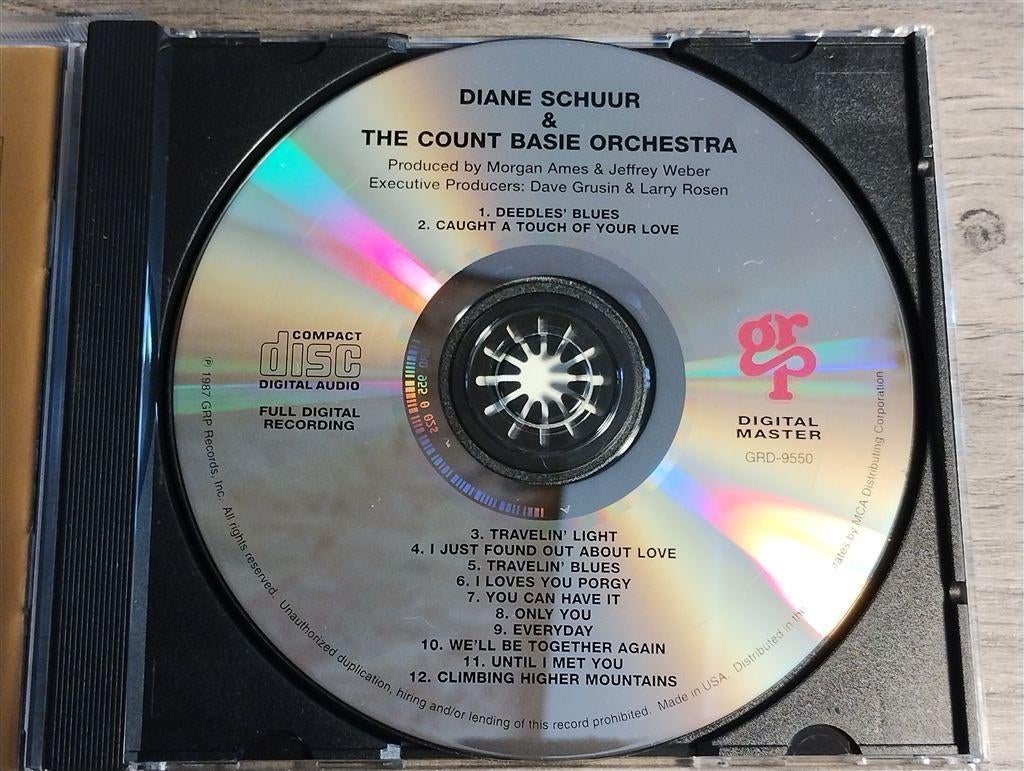 DIANE SCHUUR
&
THE COUNT BASIE ORCHESTRA
Produced by Morgan Ames & Jeffrey Weber
Executive Producers: Dave Grusin & Larry Rosen
1. DEEDLES' BLUES
2. CAUGHT A TOUCH OF YOUR LOVE
COMPACT
disc
DIGITAL AUDIO
FULL DIGITAL
RECORDING
grp
DIGITAL
MASTER
GRD-9550
3. TRAVELIN' LIGHT
4. I JUST FOUND OUT ABOUT LOVE
5. TRAVELIN' BLUES
6. I LOVES YOU PORGY
7. YOU CAN HAVE IT
8. ONLY YOU
9. EVERYDAY
10. WE'LL BE TOGETHER AGAIN
11. UNTIL I MET YOU
12. CLIMBING HIGHER MOUNTAINS
℗ 1987 GRP Records, Inc. All rights reserved. Unauthorized duplication, hiring and/or lending of this record prohibited. Made in USA. Distributed in the by MCA Distributing Corporation